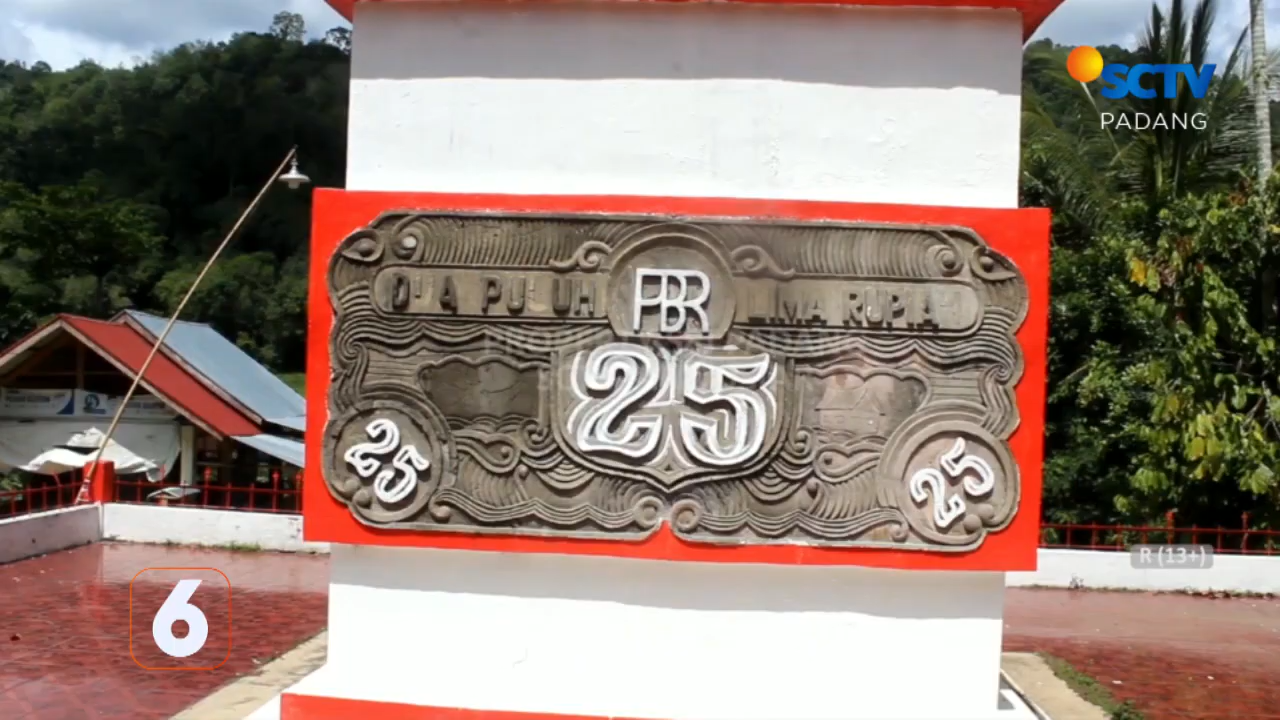 SCTV
PADANG
PBR
DUA PULUH LIMA RUPIAH
25
25
25
R (13+)
6